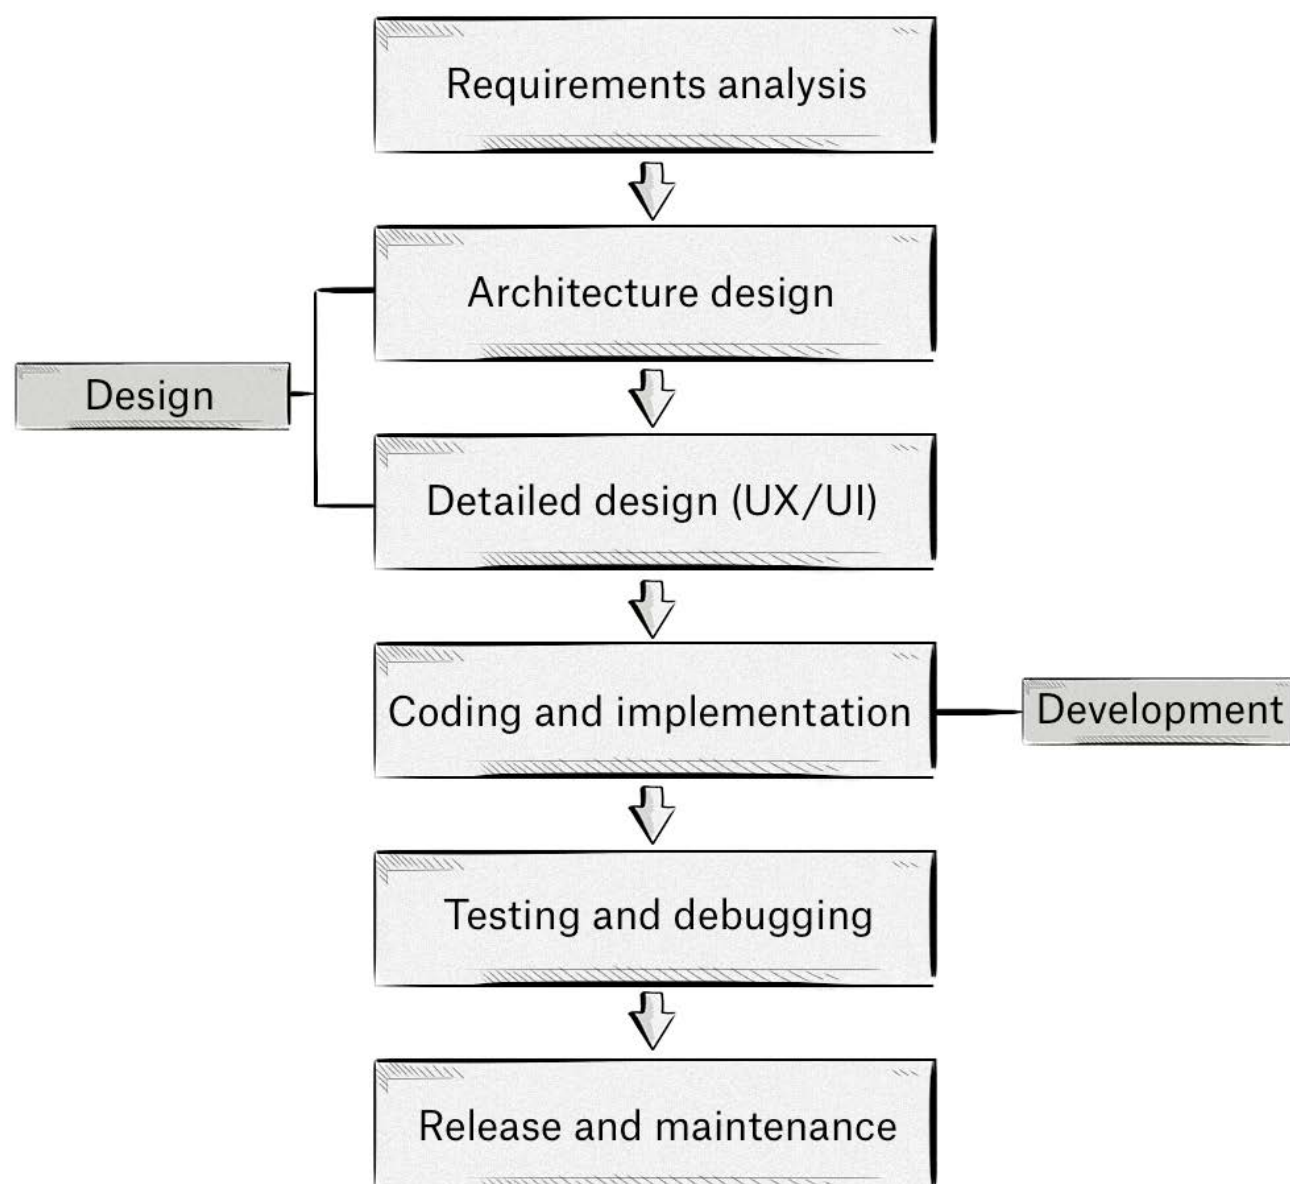 Requirements analysis
Architecture design
Design
Detailed design (UX/UI)
Coding and implementation
Development
Testing and debugging
Release and maintenance